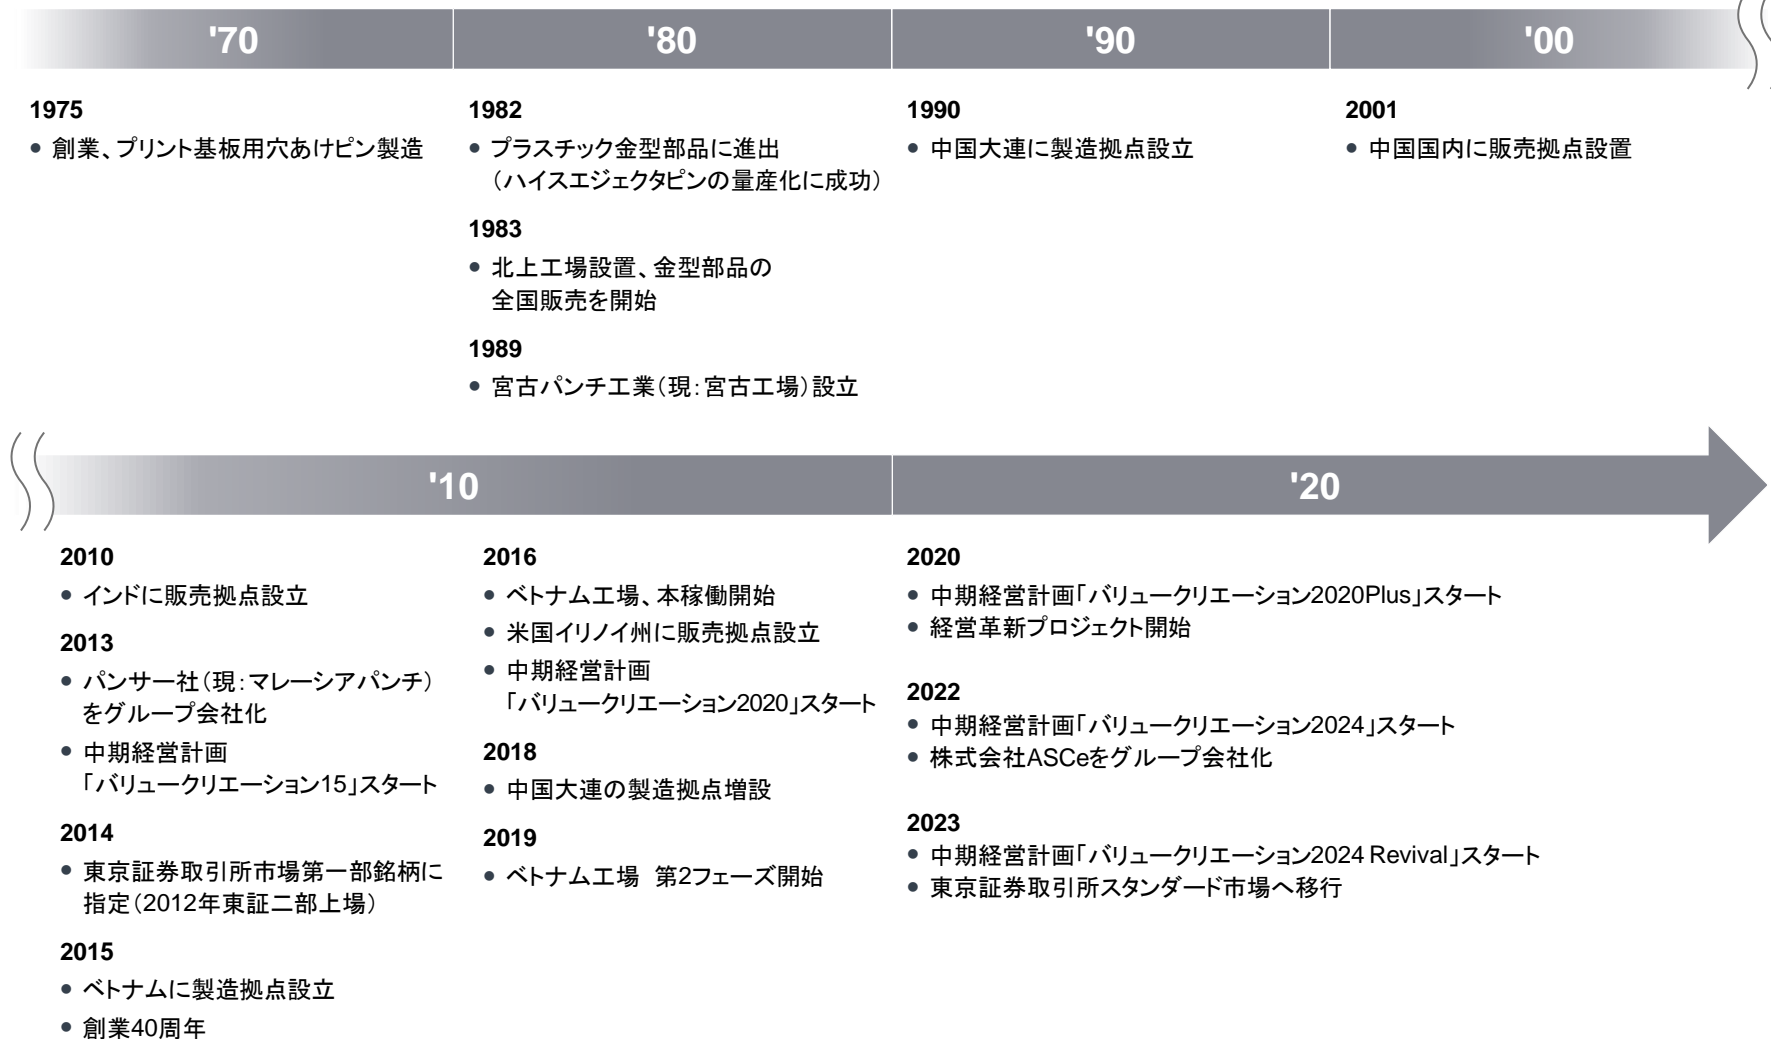 '70
'80
'90
'00
1975
● 創業、プリント基板用穴あけピン製造
1982
● プラスチック金型部品に進出
（ハイスエジェクタピンの量産化に成功）
1983
● 北上工場設置、金型部品の
全国販売を開始
1989
● 宮古パンチ工業（現：宮古工場）設立
1990
● 中国大連に製造拠点設立
2001
● 中国国内に販売拠点設置
'10
'20
2010
● インドに販売拠点設立
2013
● パンサー社（現：マレーシアパンチ）
をグループ会社化
● 中期経営計画
「バリュークリエーション15」スタート
2014
● 東京証券取引所市場第一部銘柄に
指定（2012年東証二部上場）
2015
● ベトナムに製造拠点設立
● 創業40周年
2016
● ベトナム工場、本稼働開始
● 米国イリノイ州に販売拠点設立
● 中期経営計画
「バリュークリエーション2020」スタート
2018
● 中国大連の製造拠点増設
2019
● ベトナム工場　第2フェーズ開始
2020
● 中期経営計画「バリュークリエーション2020Plus」スタート
● 経営革新プロジェクト開始
2022
● 中期経営計画「バリュークリエーション2024」スタート
● 株式会社ASCeをグループ会社化
2023
● 中期経営計画「バリュークリエーション2024 Revival」スタート
● 東京証券取引所スタンダード市場へ移行